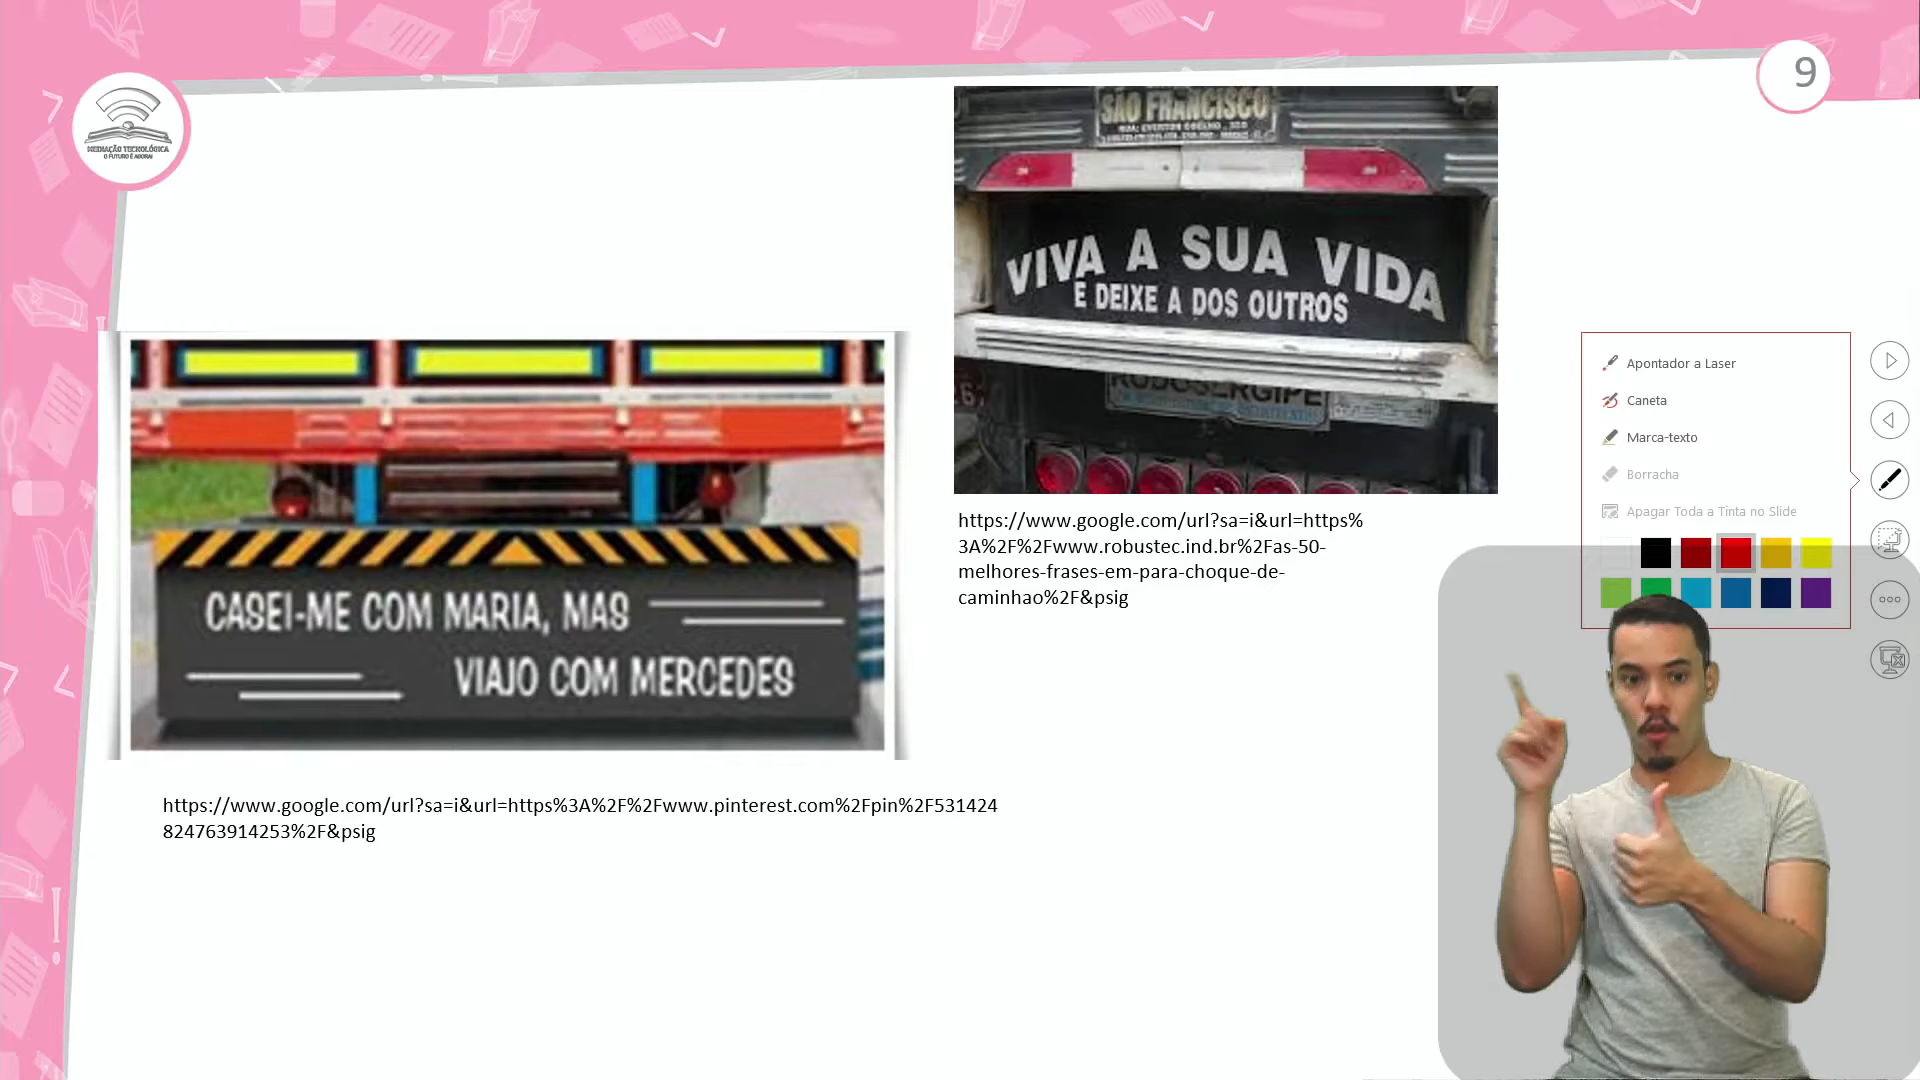 9
MEDIAÇÃO TECNOLÓGICA
O FUTURO É AGORA!
SÃO FRANCISCO
VIVA A SUA VIDA
E DEIXE A DOS OUTROS
RODOSERGIPE
https://www.google.com/url?sa=i&url=https%
3A%2F%2Fwww.robustec.ind.br%2Fas-50-
melhores-frases-em-para-choque-de-
caminhao%2F&psig
CASEI-ME COM MARIA, MAS
VIAJO COM MERCEDES
https://www.google.com/url?sa=i&url=https%3A%2F%2Fwww.pinterest.com%2Fpin%2F531424
824763914253%2F&psig
Apontador a Laser
Caneta
Marca-texto
Borracha
Apagar Toda a Tinta no Slide